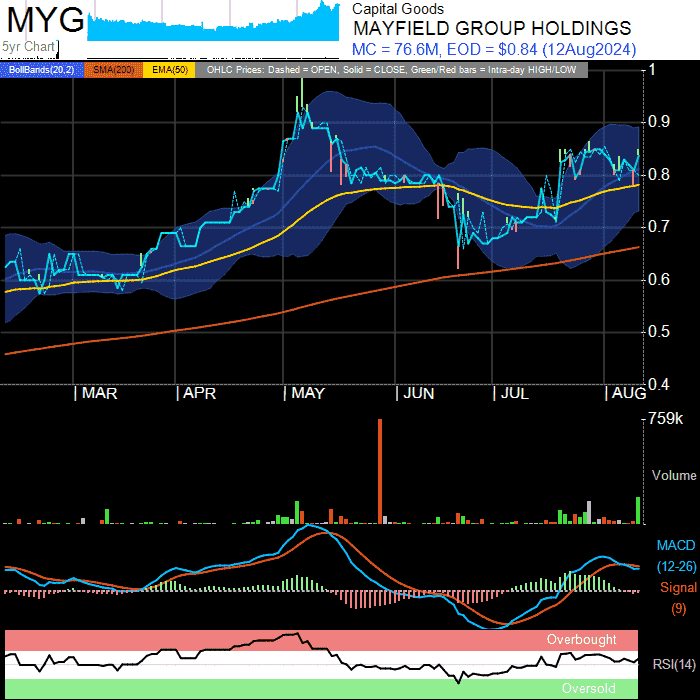 MYG
5yr Chart
Capital Goods
MAYFIELD GROUP HOLDINGS
MC = 76.6M, EOD = $0.84 (12Aug2024)
BollBands(20,2) SMA(200) EMA(50) OHLC Prices: Dashed = OPEN, Solid = CLOSE, Green/Red bars = Intra-day HIGH/LOW
1
0.9
0.8
0.7
0.6
0.5
0.4
MAR APR MAY JUN JUL AUG
759k
Volume
MACD
(12-26)
Signal
(9)
Overbought
RSI(14)
Oversold